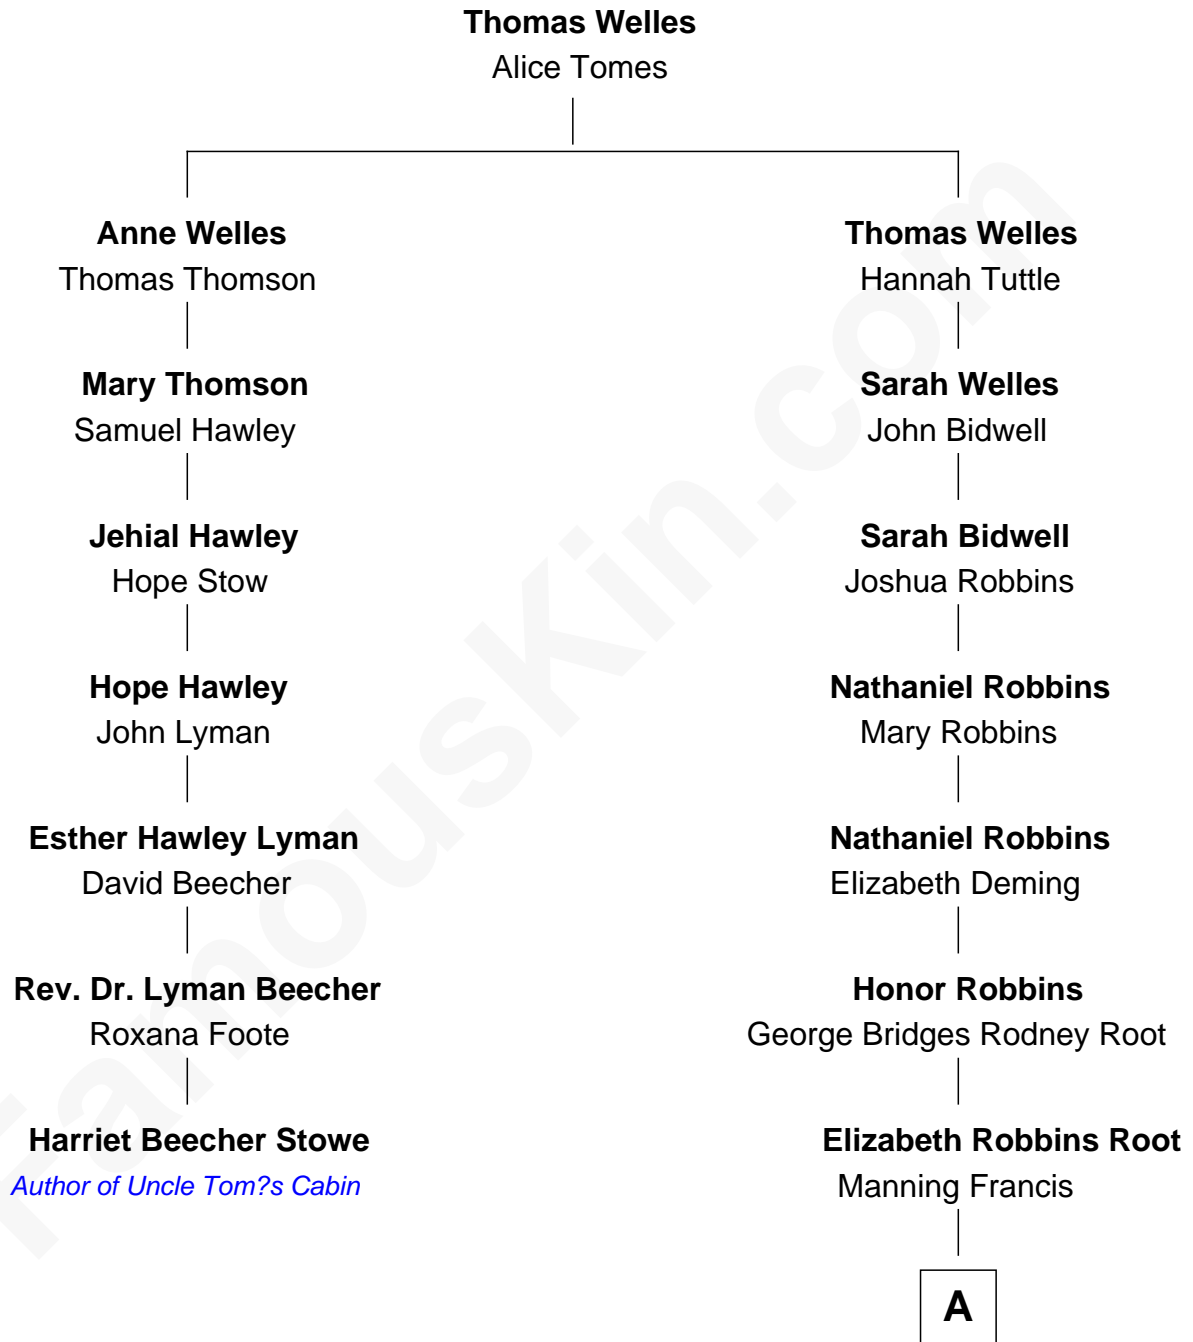 Thomas Welles
Alice Tomes
Anne Welles
Thomas Thomson
Thomas Welles
Hannah Tuttle
Mary Thomson
Samuel Hawley
Sarah Welles
John Bidwell
Jehial Hawley
Hope Stow
Sarah Bidwell
Joshua Robbins
Hope Hawley
John Lyman
Nathaniel Robbins
Mary Robbins
Esther Hawley Lyman
David Beecher
Nathaniel Robbins
Elizabeth Deming
Rev. Dr. Lyman Beecher
Roxana Foote
Honor Robbins
George Bridges Rodney Root
Harriet Beecher Stowe
Author of Uncle Tom?s Cabin
Elizabeth Robbins Root
Manning Francis
A
FamousKin.com